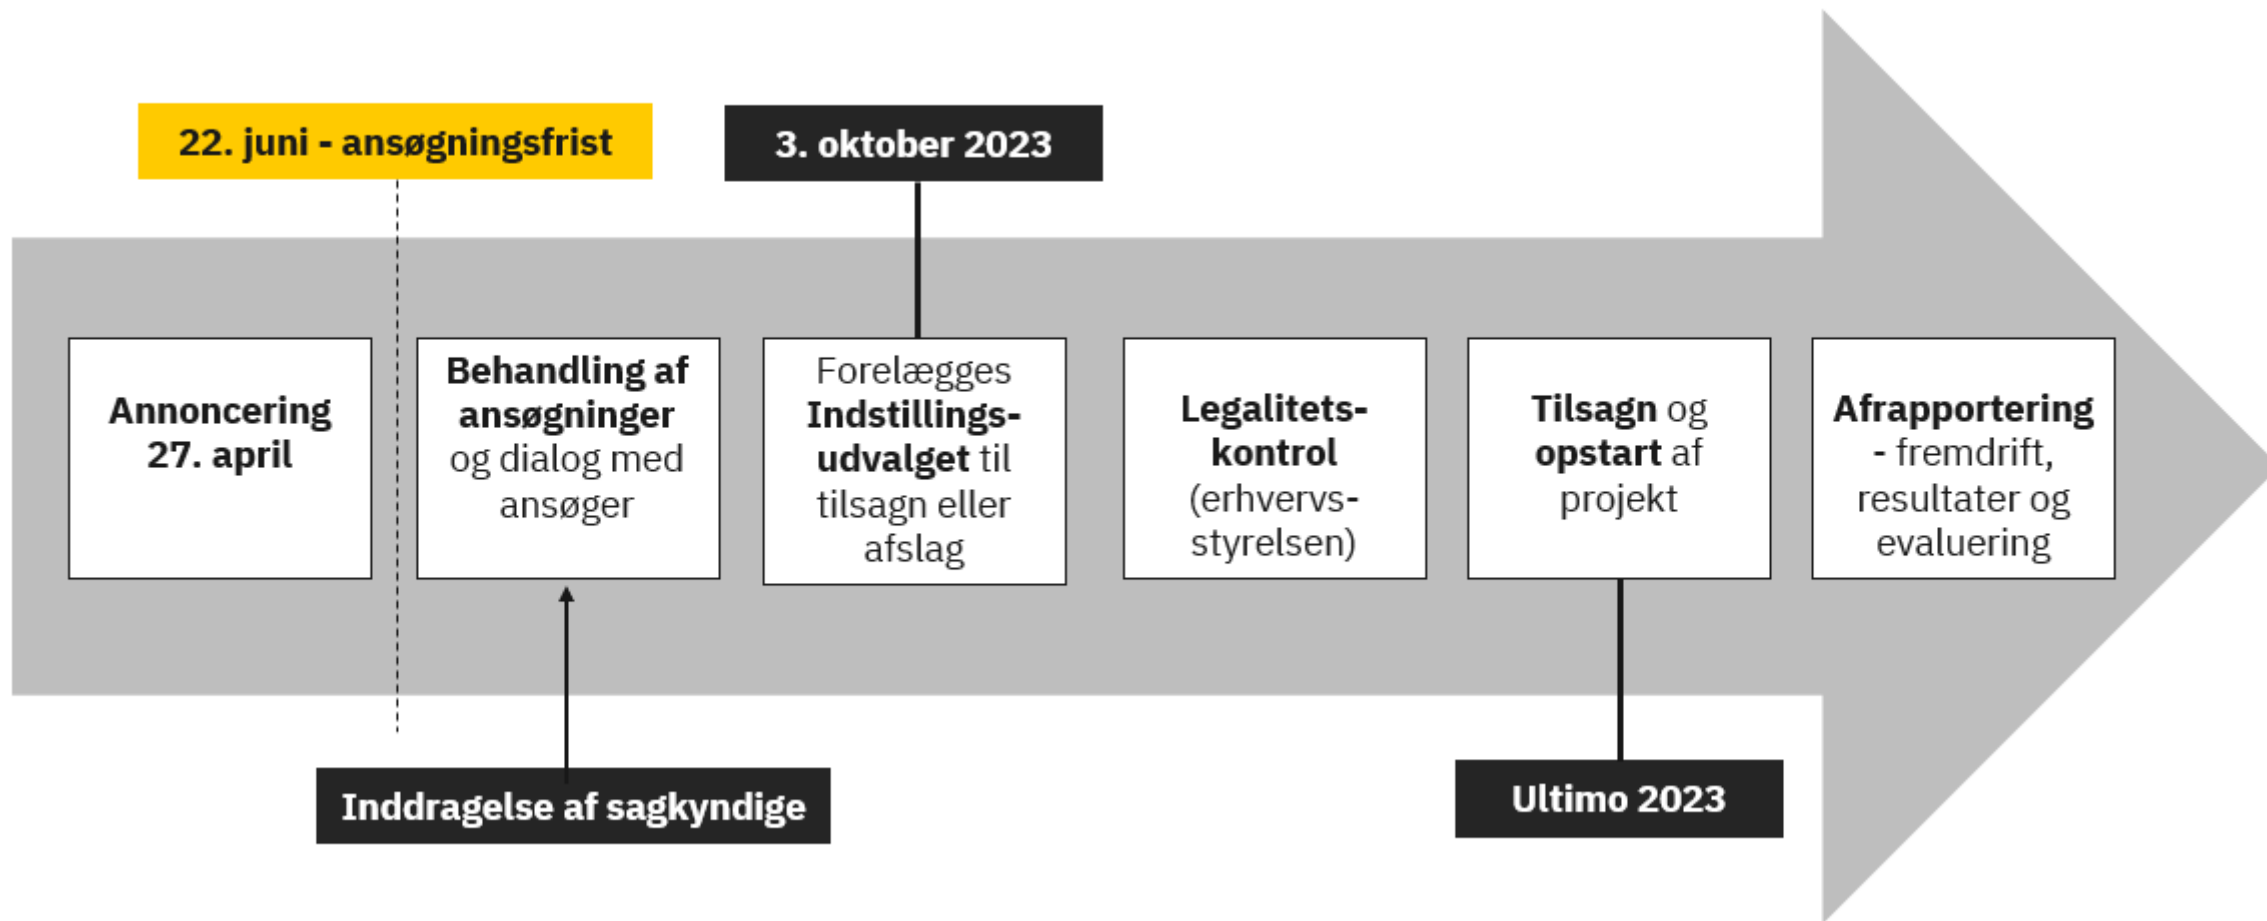 22. juni - ansøgningsfrist
3. oktober 2023
Annoncering
27. april
Behandling af
ansøgninger
og dialog med
ansøger
Forelægges
Indstillings-
udvalget til
tilsagn eller
afslag
Legalitets-
kontrol
(erhvervs-
styrelsen)
Tilsagn og
opstart af
projekt
Afrapportering
- fremdrift,
resultater og
evaluering
Inddragelse af sagkyndige
Ultimo 2023